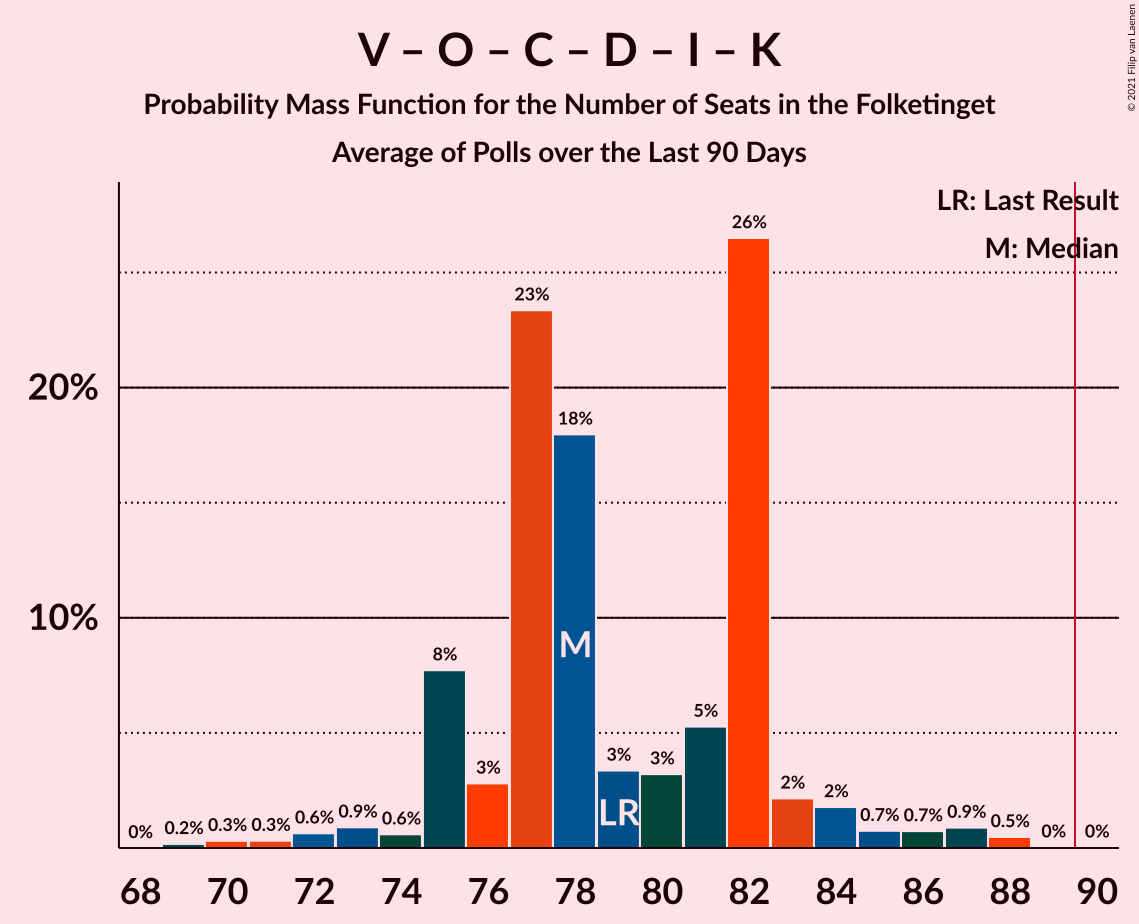 V – O – C – D – I – K
Probability Mass Function for the Number of Seats in the Folketinget
Average of Polls over the Last 90 Days
© 2021 Filip van Laenen
LR: Last Result
M: Median
26%
23%
20%
18%
10%
M
8%
5%
3%
3%
3%
LR
2%
2%
0% 0.2% 0.3% 0.3% 0.6% 0.9% 0.6% 0.7% 0.7% 0.9% 0.5% 0% 0%
68 70 72 74 76 78 80 82 84 86 88 90